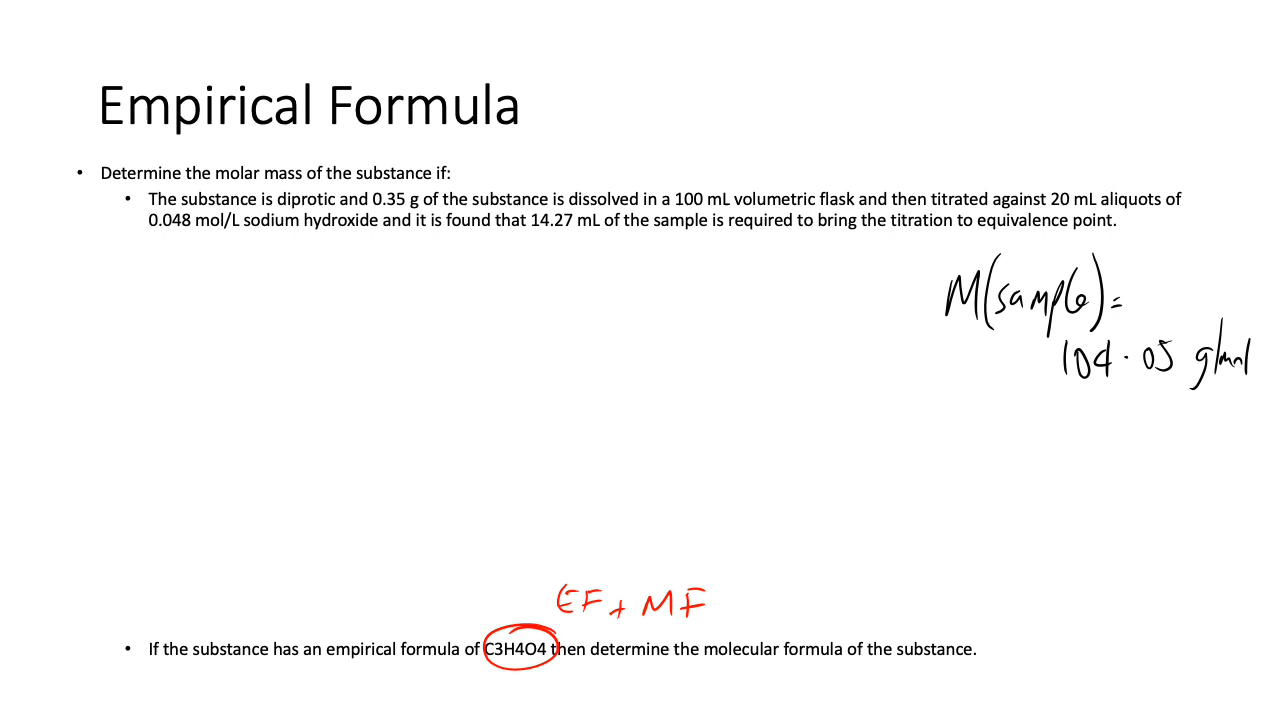 Empirical Formula
• Determine the molar mass of the substance if:
• The substance is diprotic and 0.35 g of the substance is dissolved in a 100 mL volumetric flask and then titrated against 20 mL aliquots of
0.048 mol/L sodium hydroxide and it is found that 14.27 mL of the sample is required to bring the titration to equivalence point.
M(sample)=
104.05 g/mol
EF + MF
• If the substance has an empirical formula of C3H4O4 then determine the molecular formula of the substance.